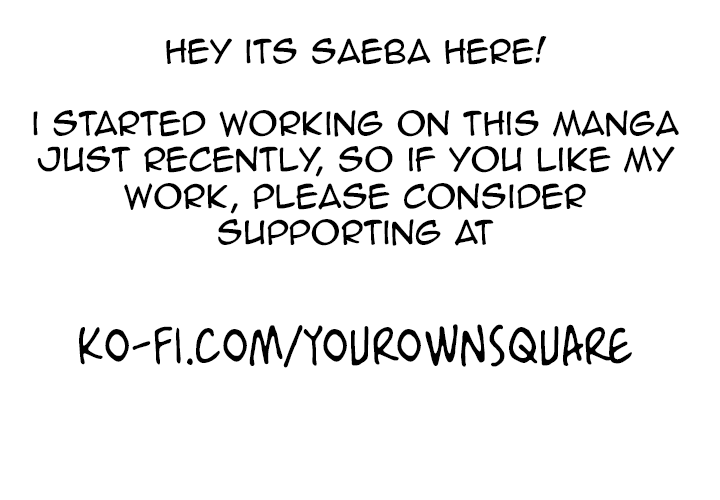 HEY ITS SAEBA HERE!
I STARTED WORKING ON THIS MANGA
JUST RECENTLY, SO IF YOU LIKE MY
WORK, PLEASE CONSIDER
SUPPORTING AT
KO-FI.COM/YOUROWNSQUARE